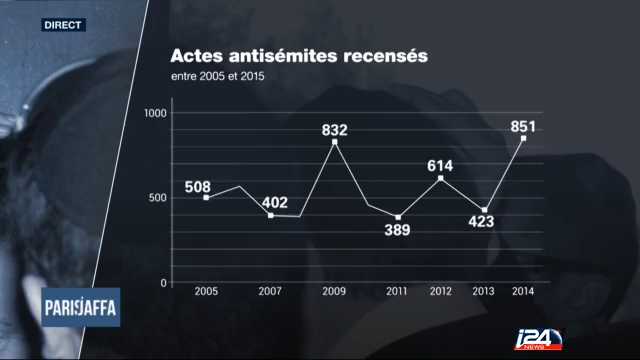 DIRECT
Actes antisémites recensés
entre 2005 et 2015
1000
500
0
508
402
832
389
614
423
851
2005 2007 2009 2011 2012 2013 2014
PARIS/JAFFA
i24
NEWS